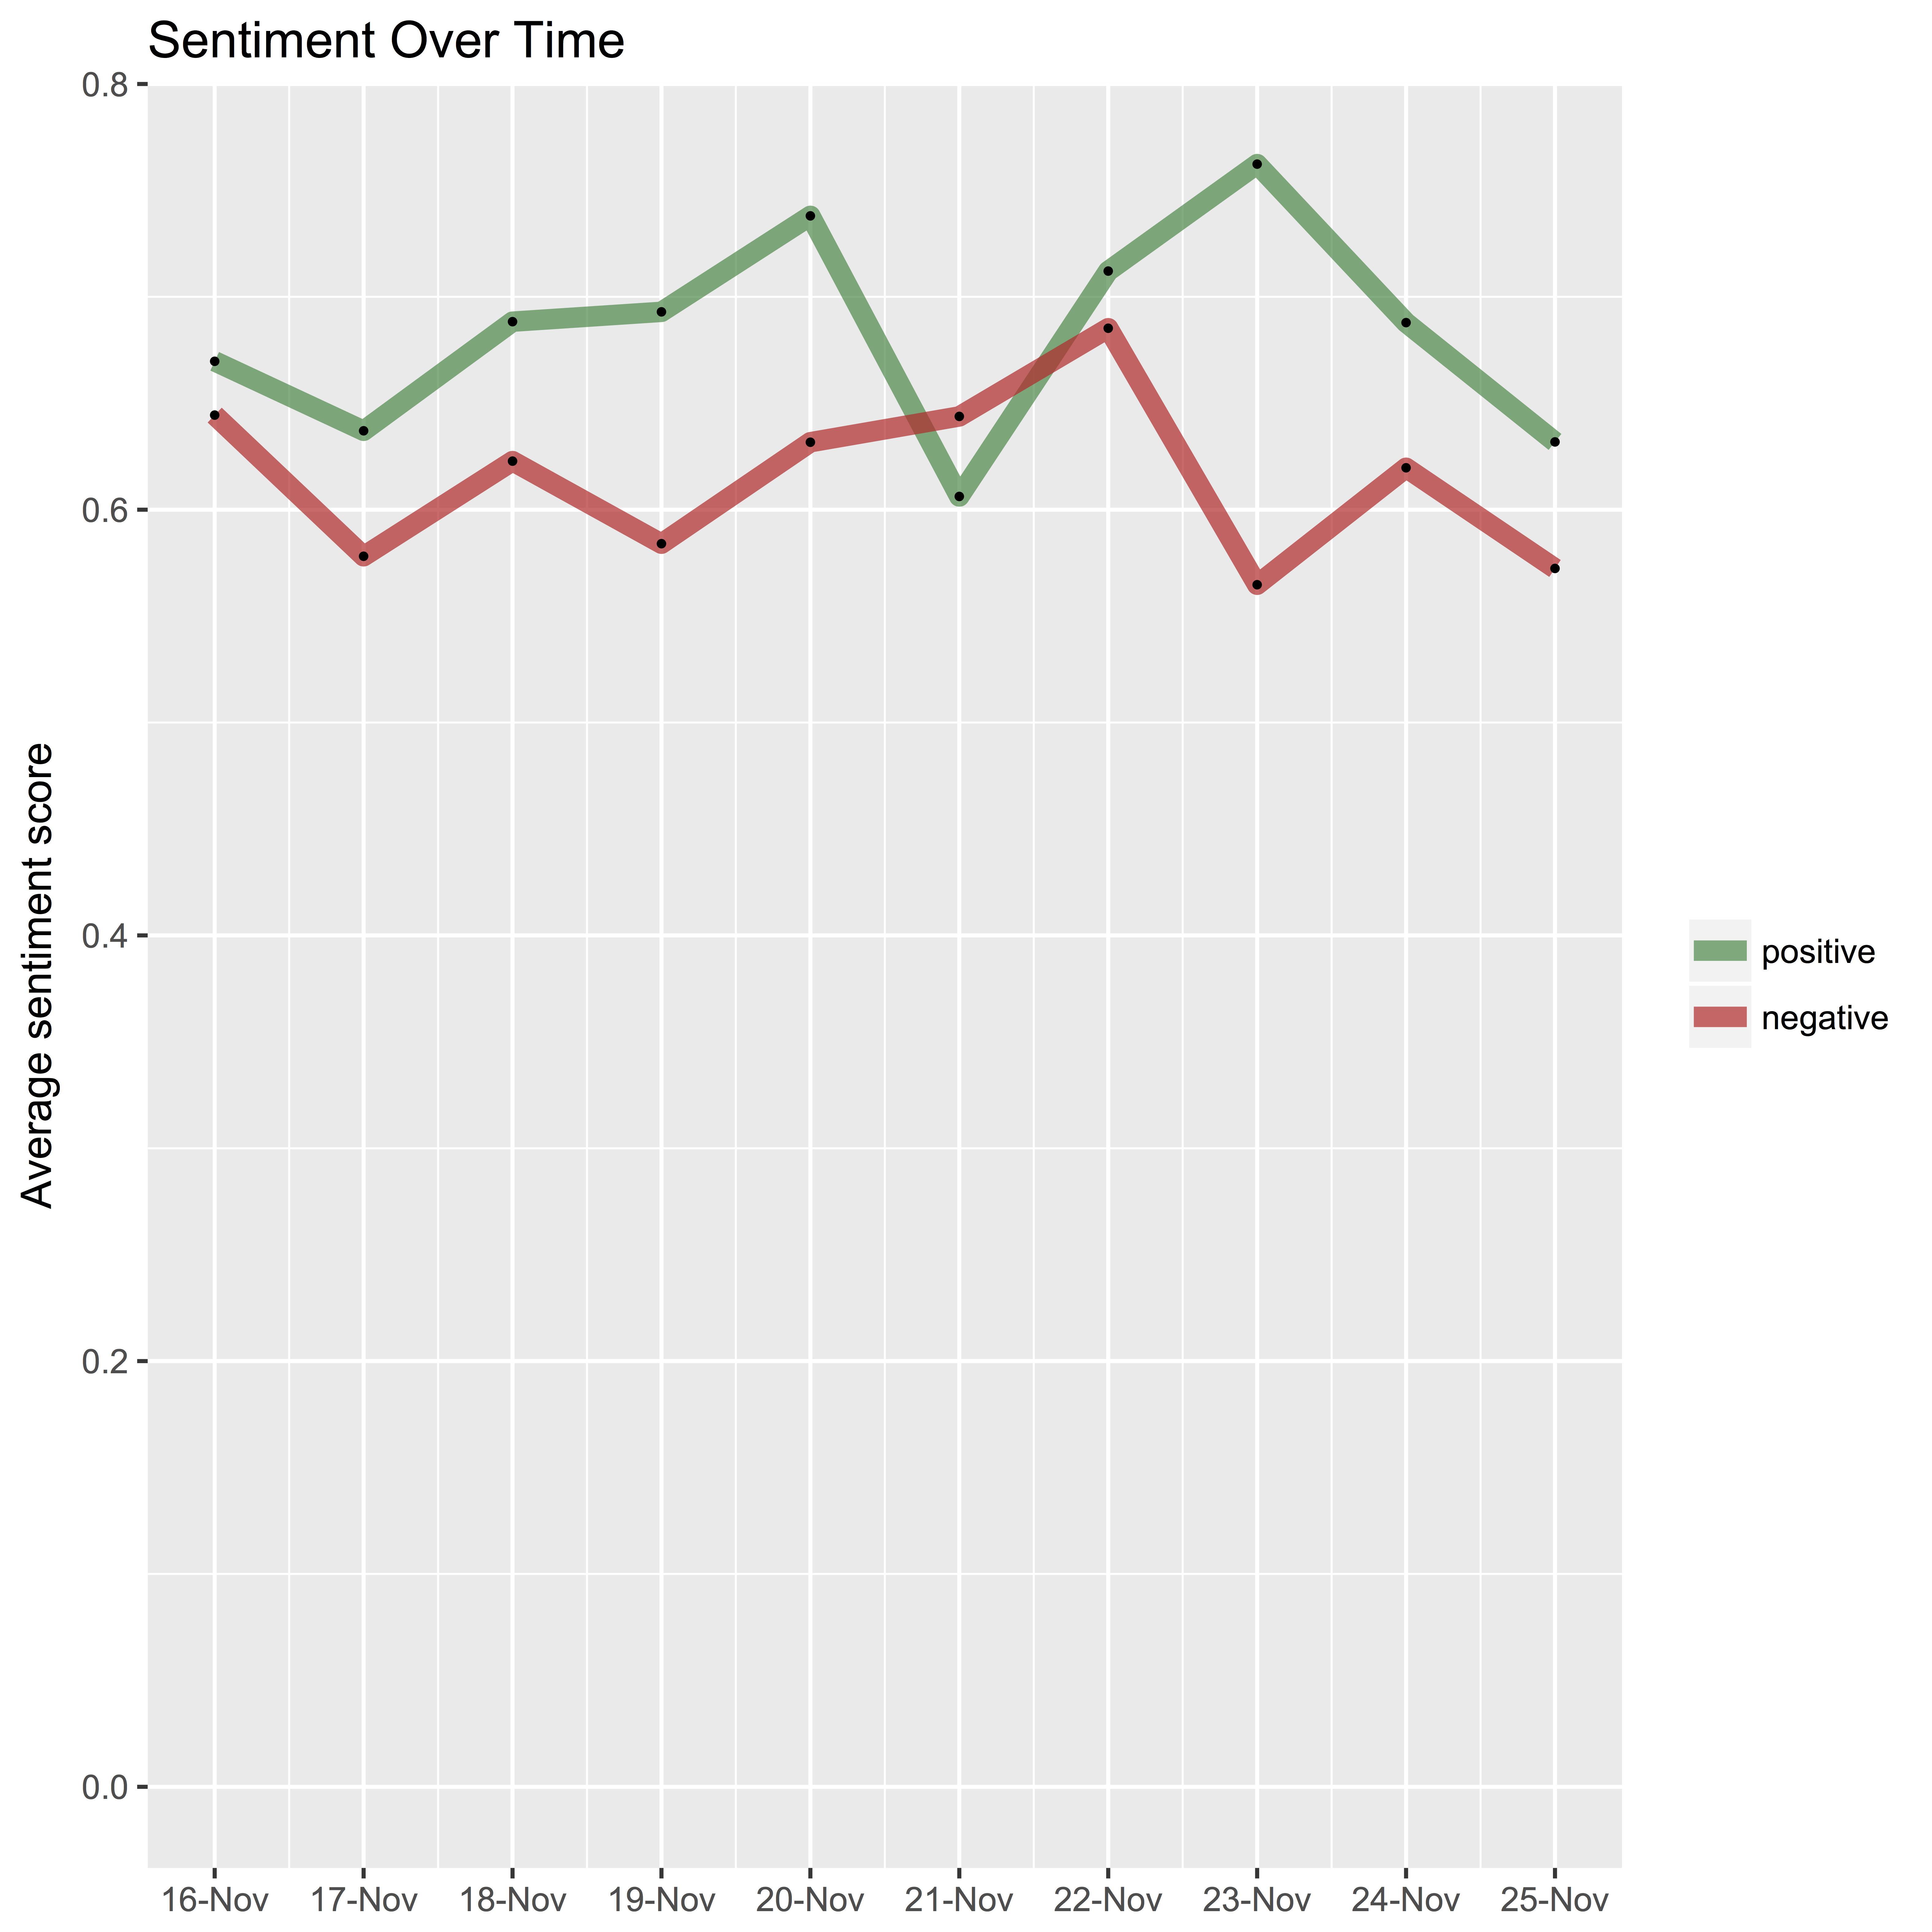 Sentiment Over Time
0.8
0.6
0.4
0.2
0.0
Average sentiment score
16-Nov 17-Nov 18-Nov 19-Nov 20-Nov 21-Nov 22-Nov 23-Nov 24-Nov 25-Nov
positive
negative